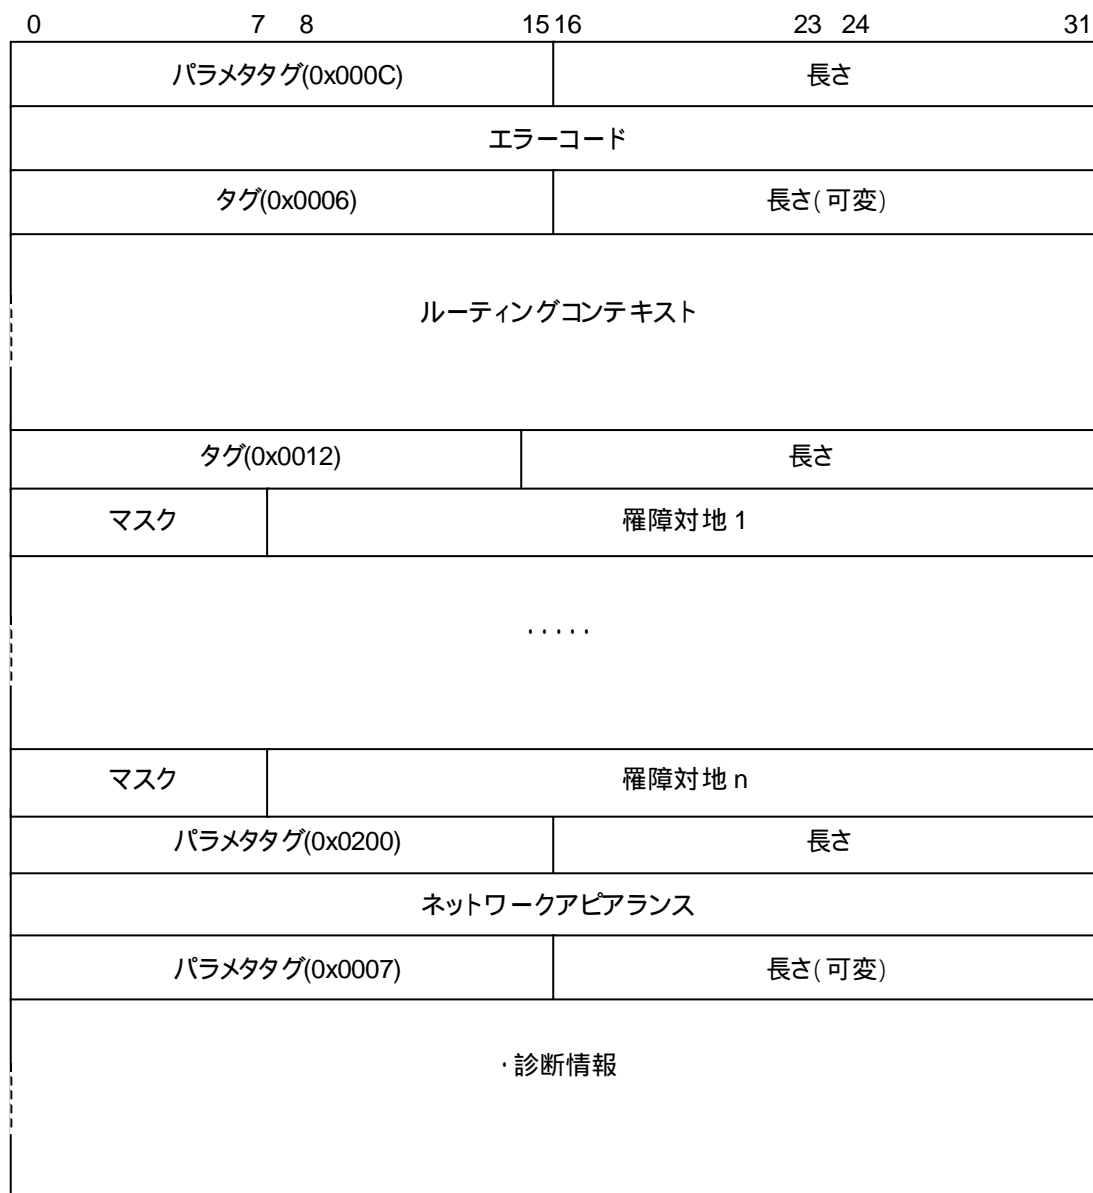 0 7 8 15 16 23 24 31
パラメタタグ(0x000C) 長さ
エラーコード
タグ(0x0006) 長さ(可変)
ルーティングコンテキスト
タグ(0x0012) 長さ
マスク 罹障対地 1
・・・・・
マスク 罹障対地 n
パラメタタグ(0x0200) 長さ
ネットワークアピアランス
パラメタタグ(0x0007) 長さ(可変)
・診断情報